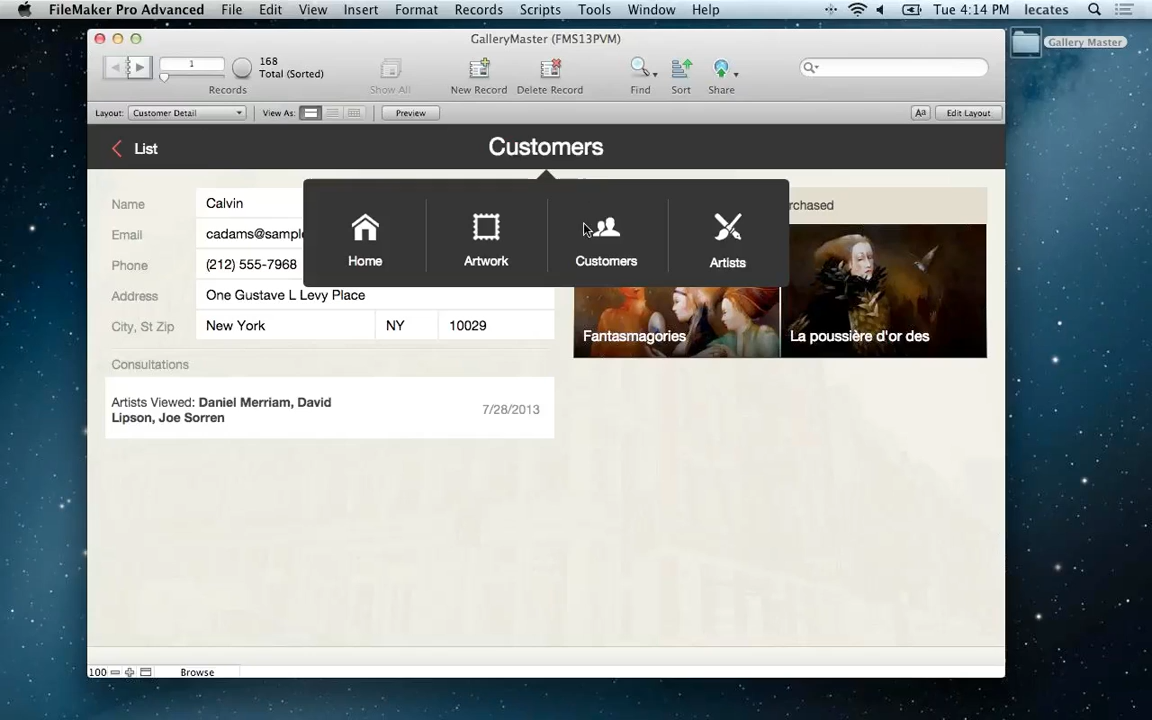 FileMaker Pro Advanced File Edit View Insert Format Records Scripts Tools Window Help Tue 4:14 PM lecates
GalleryMaster (FMS13PVM)
Gallery Master
1
168
Total (Sorted)
Records
Show All
New Record
Delete Record
Find
Sort
Share
Layout: Customer Detail View As: Preview Aa Edit Layout
List
Customers
Home
Artwork
Customers
Artists
Name Calvin
Email cadams@sample
Phone (212) 555-7968
Address One Gustave L Levy Place
City, St Zip New York NY 10029
rchased
Fantasmagories
La poussière d'or des
Consultations
Artists Viewed: Daniel Merriam, David
Lipson, Joe Sorren
7/28/2013
100 Browse